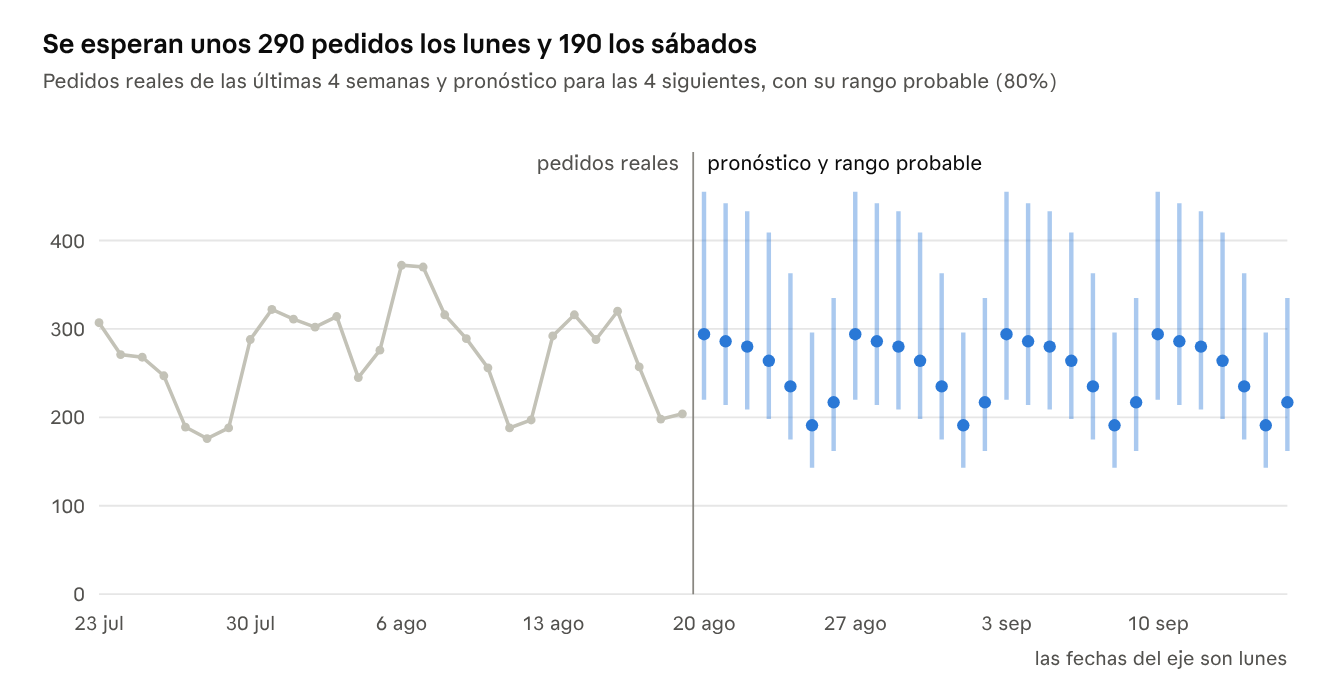 Se esperan unos 290 pedidos los lunes y 190 los sábados
Pedidos reales de las últimas 4 semanas y pronóstico para las 4 siguientes, con su rango probable (80%)
pedidos reales
pronóstico y rango probable
400
300
200
100
0
23 jul
30 jul
6 ago
13 ago
20 ago
27 ago
3 sep
10 sep
las fechas del eje son lunes